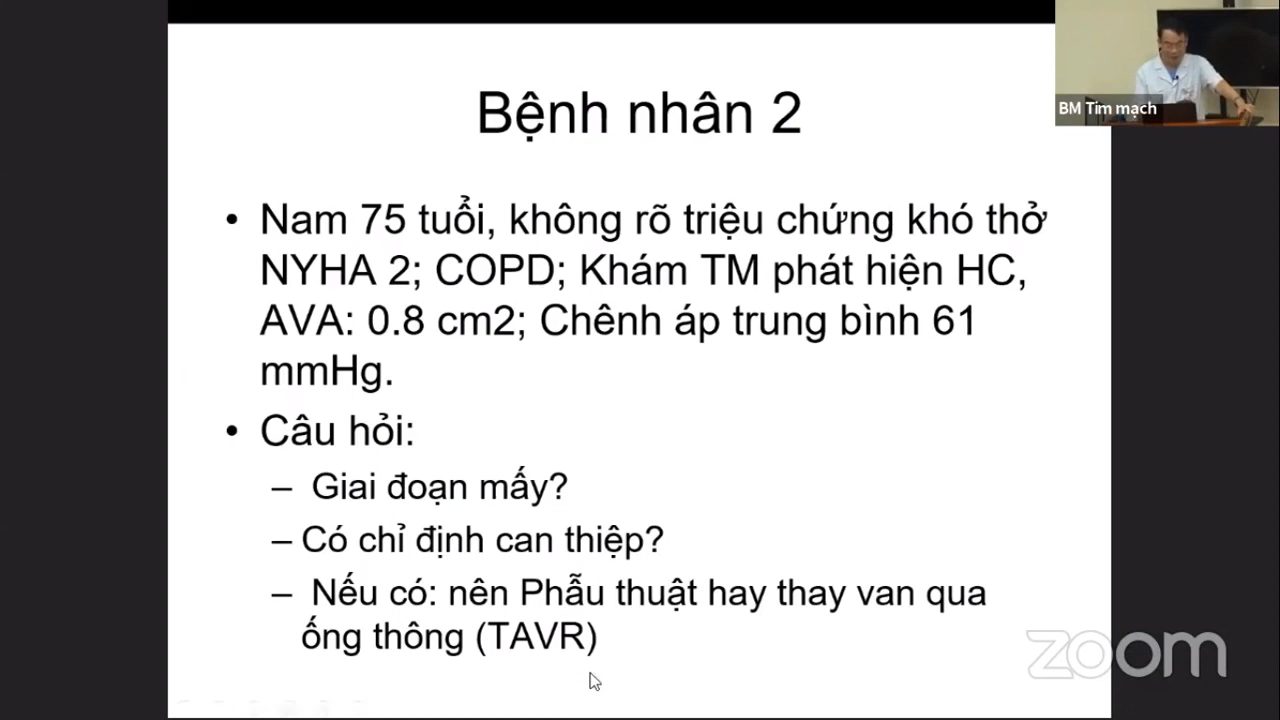 BM Tim mạch
Bệnh nhân 2
• Nam 75 tuổi, không rõ triệu chứng khó thở
NYHA 2; COPD; Khám TM phát hiện HC,
AVA: 0.8 cm2; Chênh áp trung bình 61
mmHg.
• Câu hỏi:
– Giai đoạn mấy?
– Có chỉ định can thiệp?
– Nếu có: nên Phẫu thuật hay thay van qua
ống thông (TAVR)
zoom